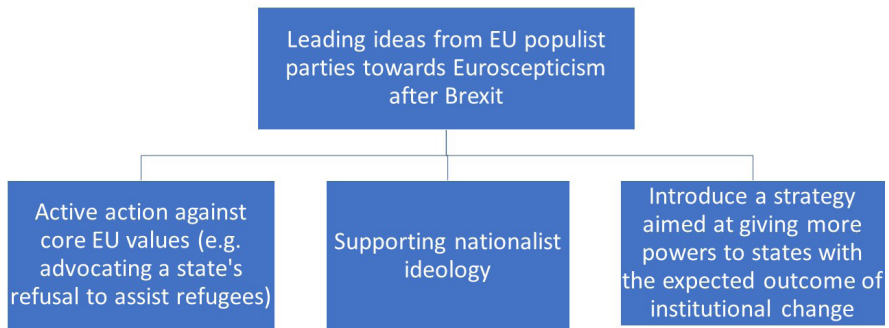 Leading ideas from EU populist
parties towards Euroscepticism
after Brexit
Active action against
core EU values (e.g.
advocating a state's
refusal to assist refugees)
Supporting nationalist
ideology
Introduce a strategy
aimed at giving more
powers to states with
the expected outcome of
institutional change